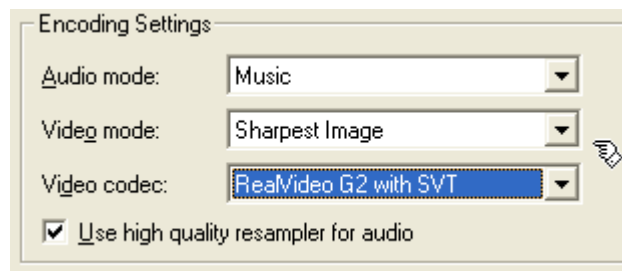 Encoding Settings
Audio mode: Music
Video mode: Sharpest Image
Video codec: RealVideo G2 with SVT
Use high quality resampler for audio